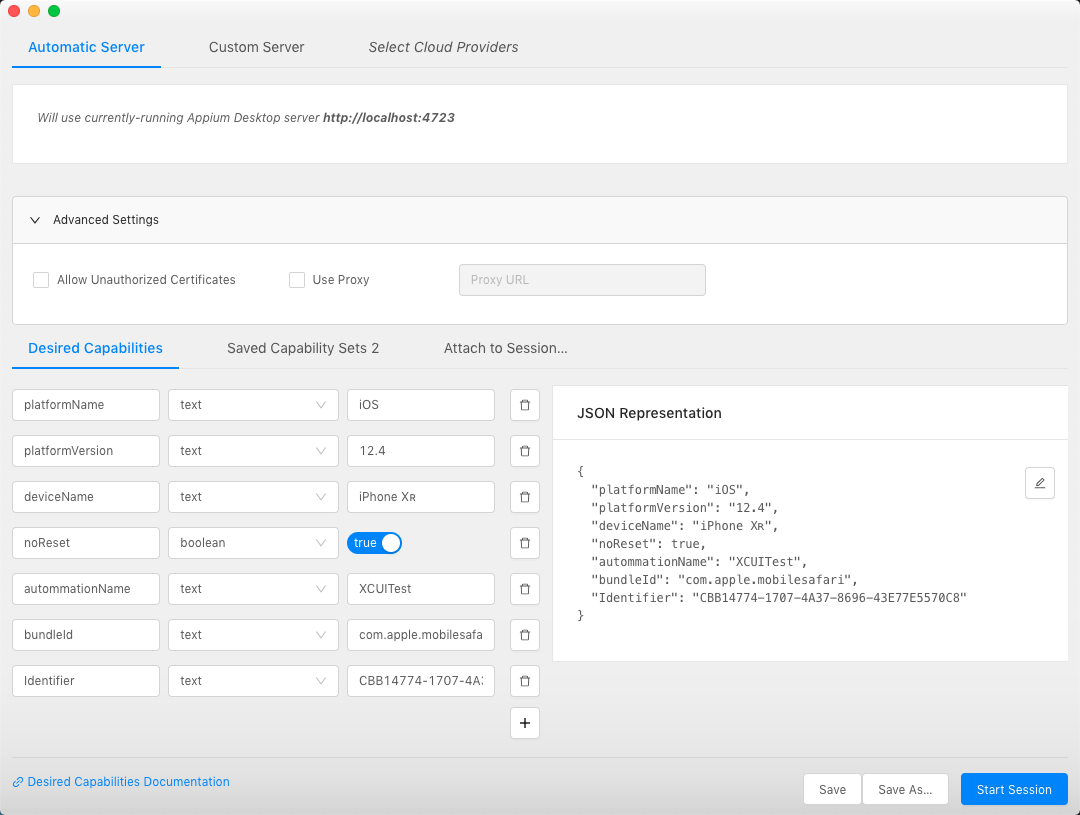 Automatic Server Custom Server Select Cloud Providers
Will use currently-running Appium Desktop server http://localhost:4723
Advanced Settings
Allow Unauthorized Certificates Use Proxy Proxy URL
Desired Capabilities Saved Capability Sets 2 Attach to Session...
platformName text iOS
platformVersion text 12.4
deviceName text iPhone Xʀ
noReset boolean true
autommationName text XCUITest
bundleId text com.apple.mobilesafa
Identifier text CBB14774-1707-4A3
JSON Representation
{
"platformName": "iOS",
"platformVersion": "12.4",
"deviceName": "iPhone Xʀ",
"noReset": true,
"autommationName": "XCUITest",
"bundleId": "com.apple.mobilesafari",
"Identifier": "CBB14774-1707-4A37-8696-43E77E5570C8"
}
Desired Capabilities Documentation
Save Save As... Start Session